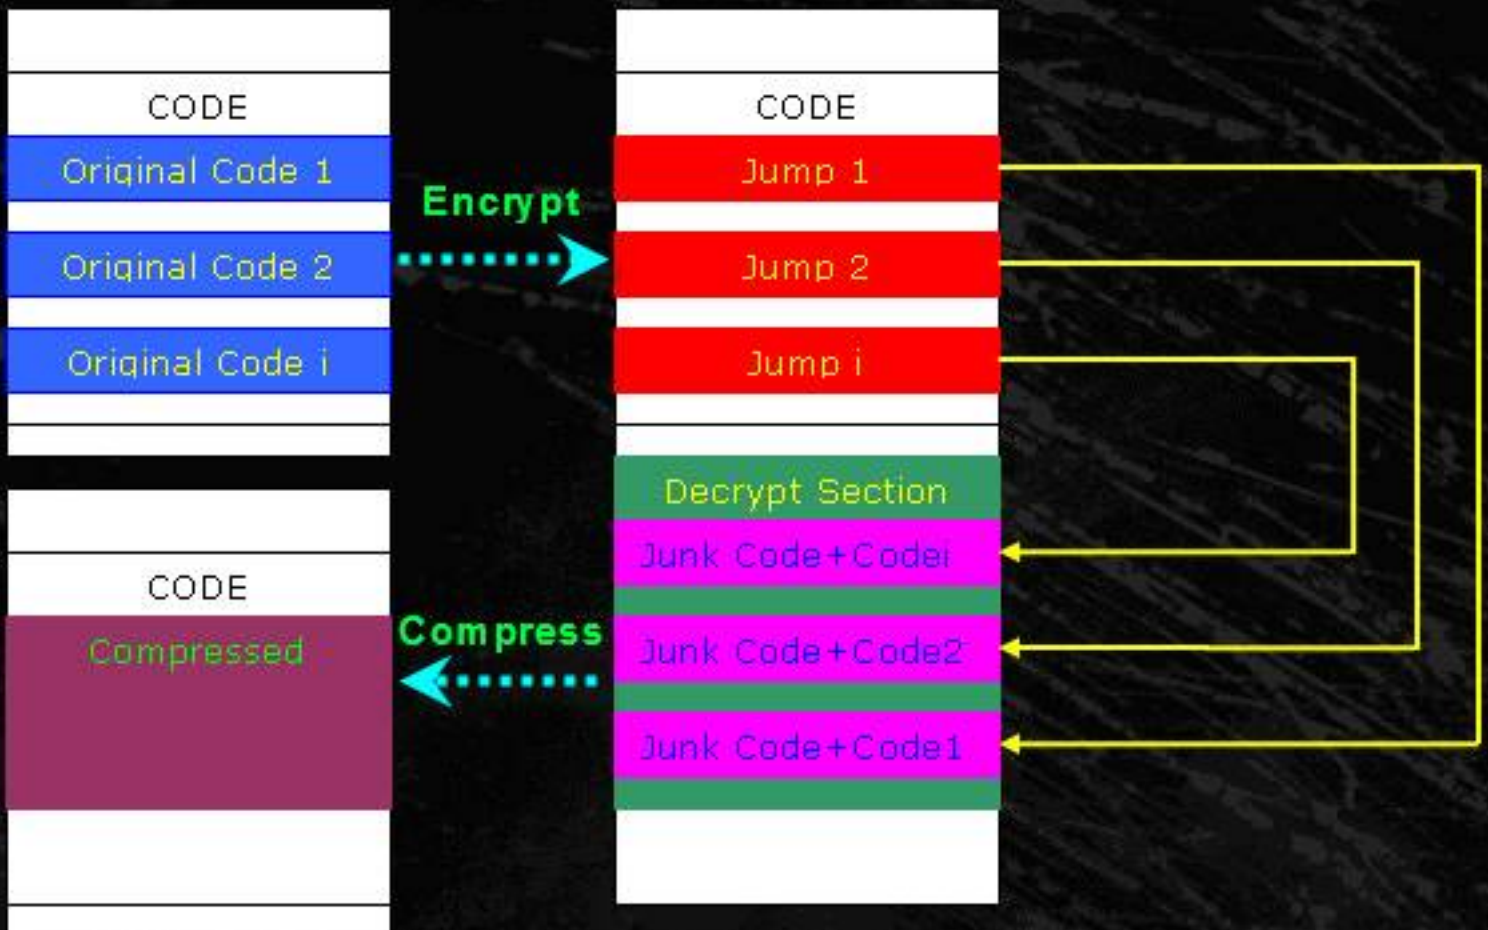 CODE
Original Code 1
Original Code 2
Original Code i
Encrypt
CODE
Jump 1
Jump 2
Jump i
Decrypt Section
Junk Code+Codei
Junk Code+Code2
Junk Code+Code1
Compress
CODE
Compressed